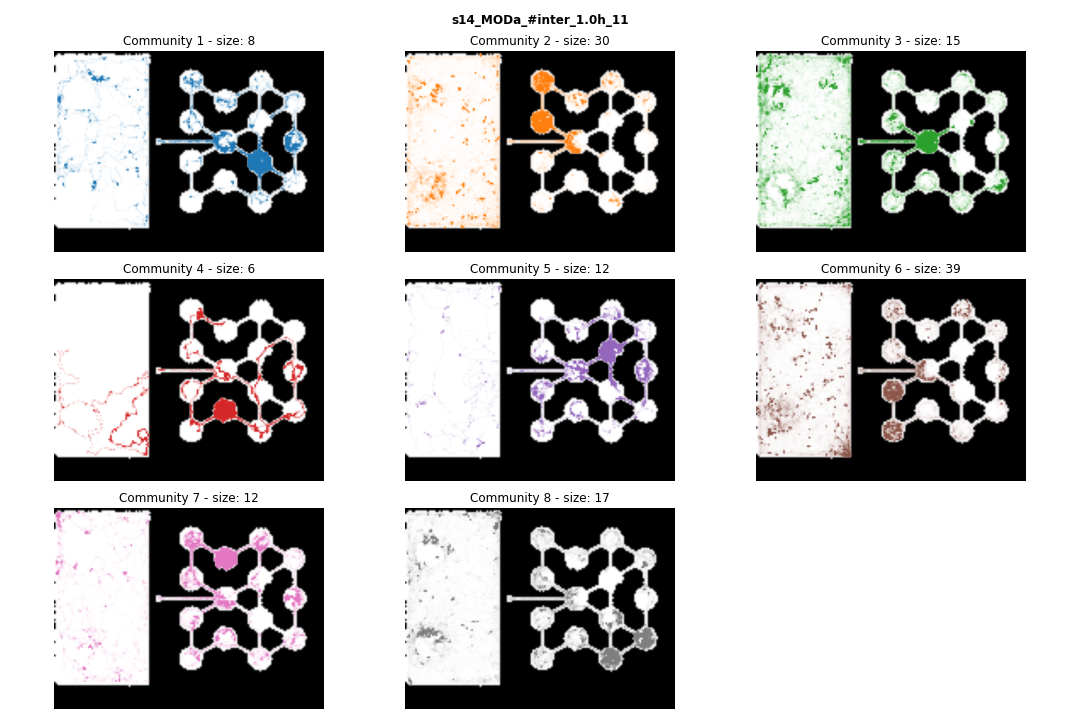 s14_MODa_#inter_1.0h_11
Community 1 - size: 8
Community 2 - size: 30
Community 3 - size: 15
Community 4 - size: 6
Community 5 - size: 12
Community 6 - size: 39
Community 7 - size: 12
Community 8 - size: 17